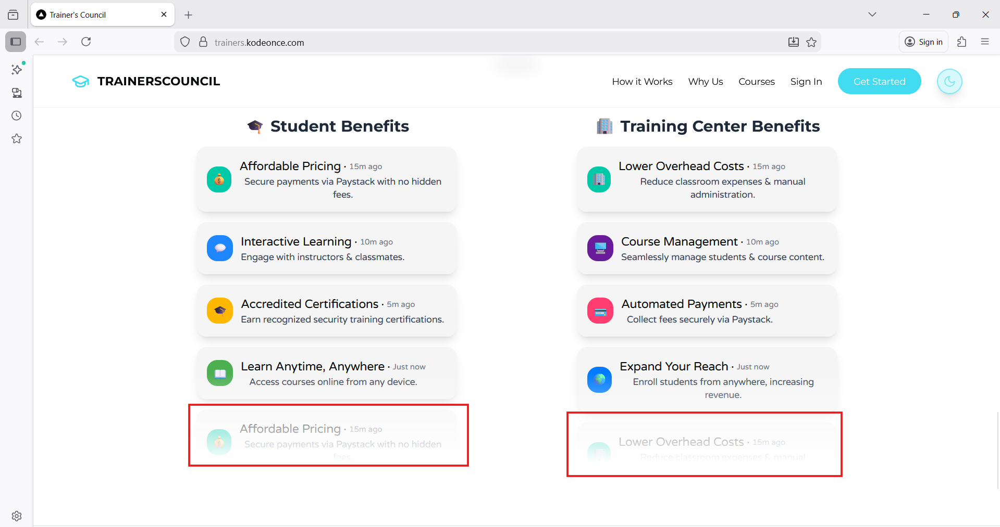 Trainer's Council
trainers.kodeonce.com
Sign in
TRAINERSCOUNCIL
How it Works
Why Us
Courses
Sign In
Get Started
Student Benefits
Affordable Pricing · 15m ago
Secure payments via Paystack with no hidden
fees.
Interactive Learning · 10m ago
Engage with instructors & classmates.
Accredited Certifications · 5m ago
Earn recognized security training certifications.
Learn Anytime, Anywhere · Just now
Access courses online from any device.
Affordable Pricing · 15m ago
Secure payments via Paystack with no hidden
fees.
Training Center Benefits
Lower Overhead Costs · 15m ago
Reduce classroom expenses & manual
administration.
Course Management · 10m ago
Seamlessly manage students & course content.
Automated Payments · 5m ago
Collect fees securely via Paystack.
Expand Your Reach · Just now
Enroll students from anywhere, increasing
revenue.
Lower Overhead Costs · 15m ago
Reduce classroom expenses & manual